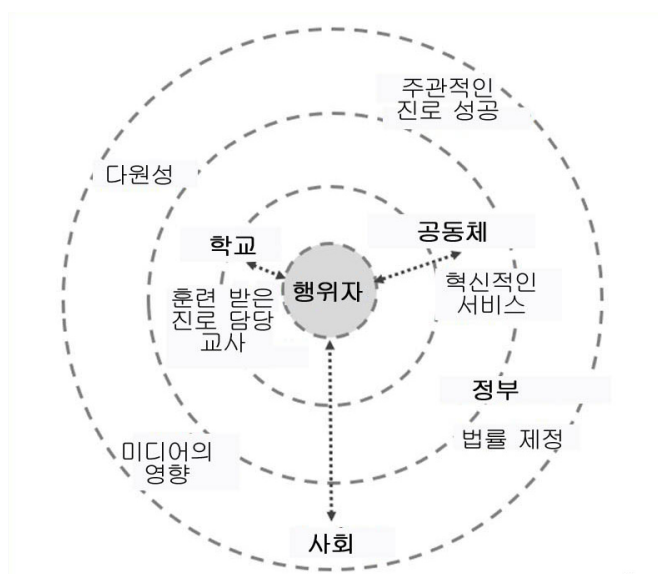 주관적인
진로 성공
다원성
학교
공동체
행위자
훈련 받은
진로 담당
교사
혁신적인
서비스
정부
법률 제정
미디어의
영향
사회